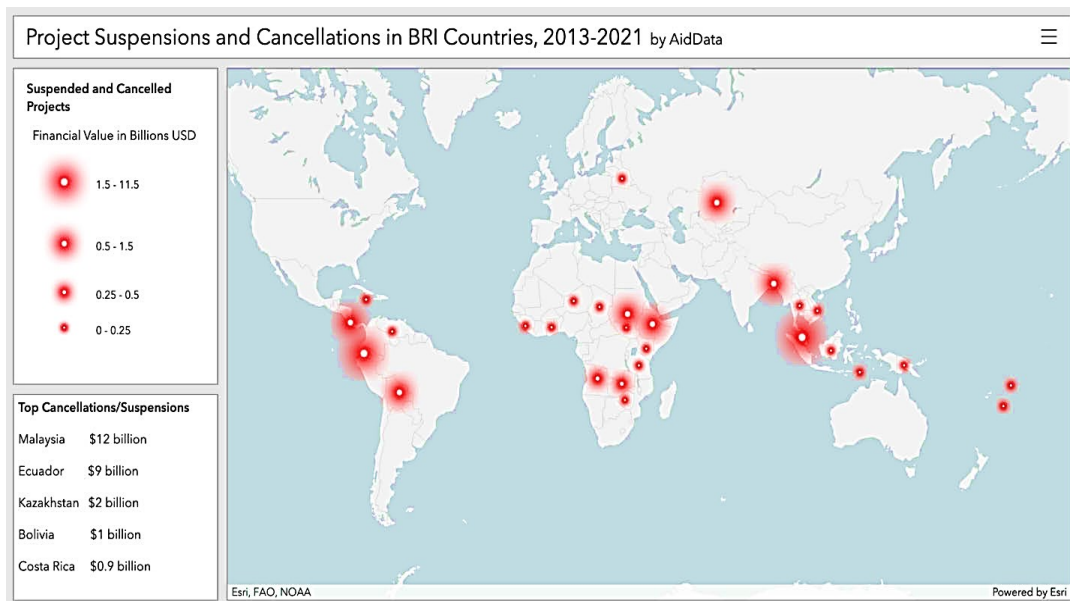 Project Suspensions and Cancellations in BRI Countries, 2013-2021 by AidData
Suspended and Cancelled
Projects
Financial Value in Billions USD
1.5 - 11.5
0.5 - 1.5
0.25 - 0.5
0 - 0.25
Top Cancellations/Suspensions
Malaysia $12 billion
Ecuador $9 billion
Kazakhstan $2 billion
Bolivia $1 billion
Costa Rica $0.9 billion
Esri, FAO, NOAA
Powered by Esri